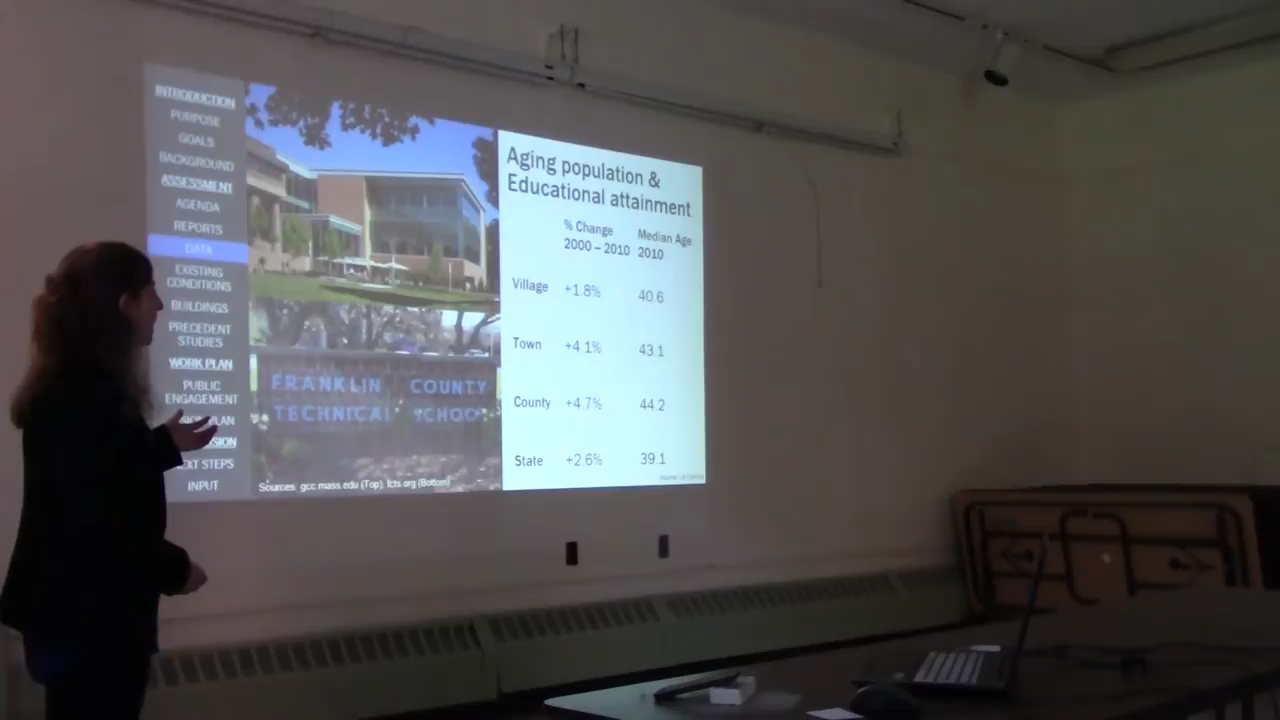 INTRODUCTION
PURPOSE
GOALS
BACKGROUND
ASSESSMENT
AGENDA
REPORTS
DATA
EXISTING
CONDITIONS
BUILDINGS
PRECEDENT
STUDIES
WORK PLAN
PUBLIC
ENGAGEMENT
PLAN
SION
EXT STEPS
INPUT
FRANKLIN COUNTY
TECHNICAL SCHOOL
Sources: gcc.mass.edu (Top), fcts.org (Bottom)
Aging population &
Educational attainment
% Change Median Age
2000 – 2010 2010
Village +1.8% 40.6
Town +4.1% 43.1
County +4.7% 44.2
State +2.6% 39.1